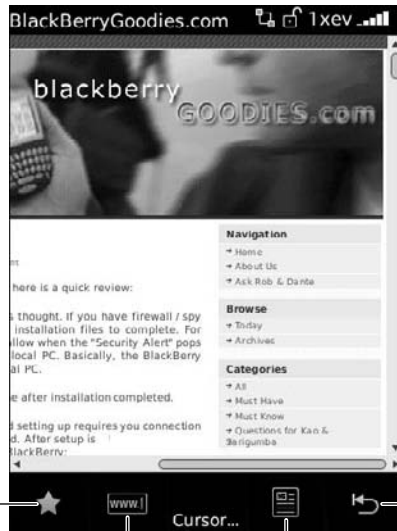 BlackBerryGoodies.com 1xev
blackberry
GOODIES.com
Navigation
Home
About Us
Ask Rob & Dante
here is a quick review:
Browse
s thought. If you have firewall / spy
Today
installation files to complete. For
Archives
llow when the "Security Alert" pops
local PC. Basically, the BlackBerry
al PC.
Categories
All
e after installation completed.
Must Have
Must Know
d setting up requires you connection
Questions for Kao &
d. After setup is
Barigumba
BlackBerry:
www.
Cursor...